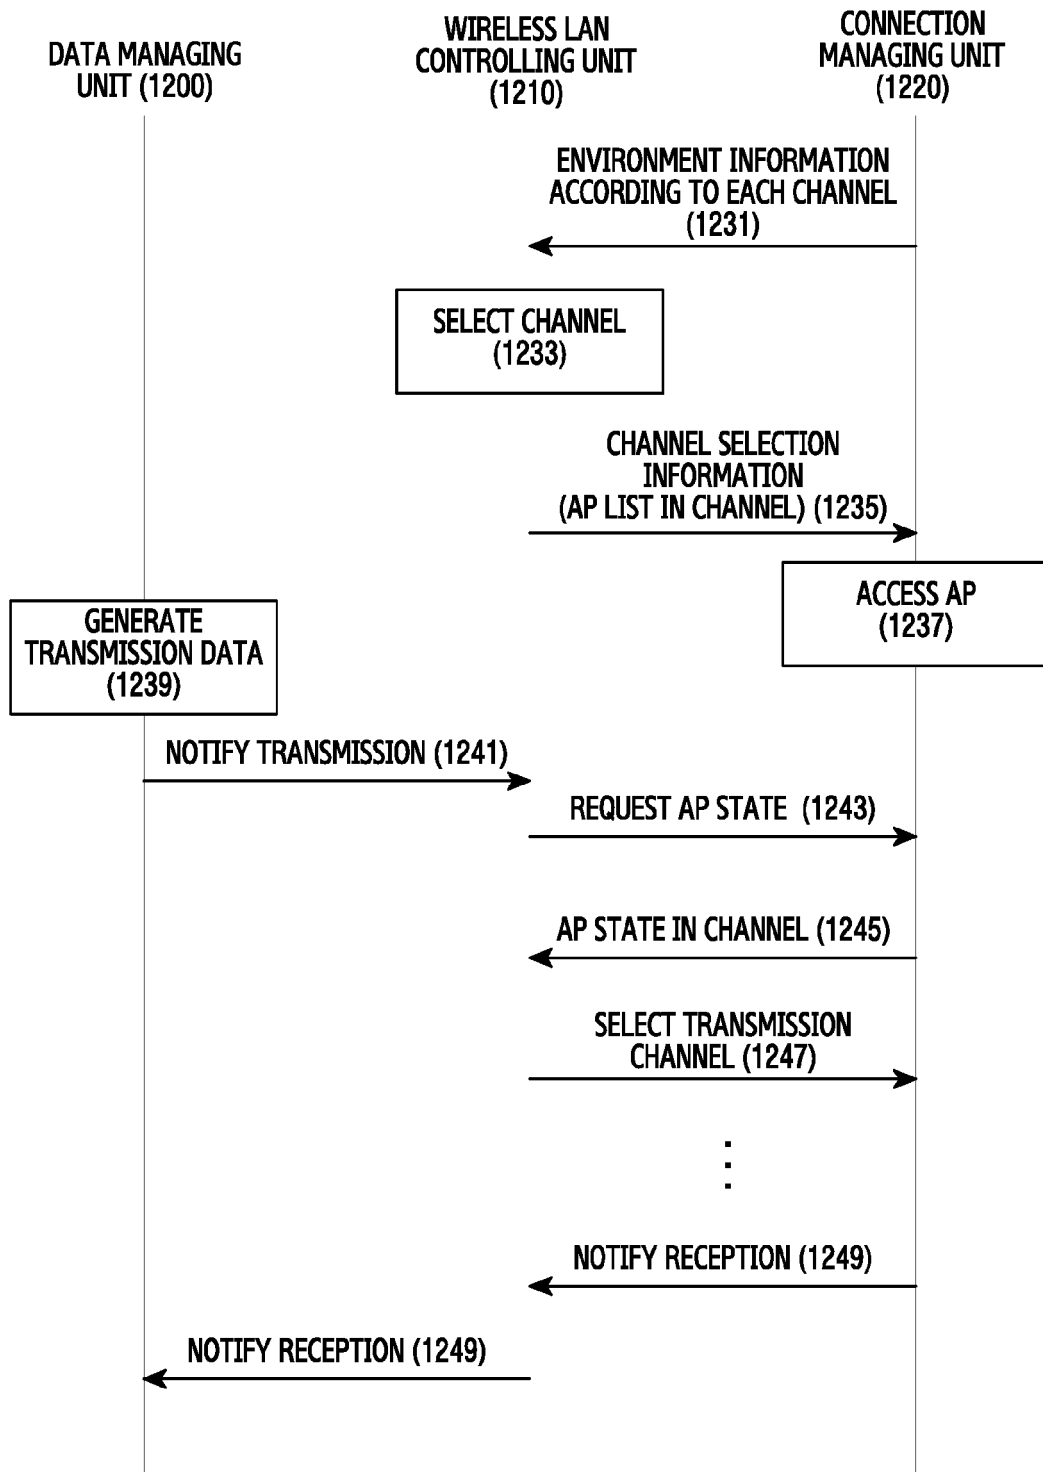 DATA MANAGING
UNIT (1200)
WIRELESS LAN
CONTROLLING UNIT
(1210)
CONNECTION
MANAGING UNIT
(1220)
ENVIRONMENT INFORMATION
ACCORDING TO EACH CHANNEL
(1231)
SELECT CHANNEL
(1233)
CHANNEL SELECTION
INFORMATION
(AP LIST IN CHANNEL) (1235)
ACCESS AP
(1237)
GENERATE
TRANSMISSION DATA
(1239)
NOTIFY TRANSMISSION (1241)
REQUEST AP STATE (1243)
AP STATE IN CHANNEL (1245)
SELECT TRANSMISSION
CHANNEL (1247)
NOTIFY RECEPTION (1249)
NOTIFY RECEPTION (1249)